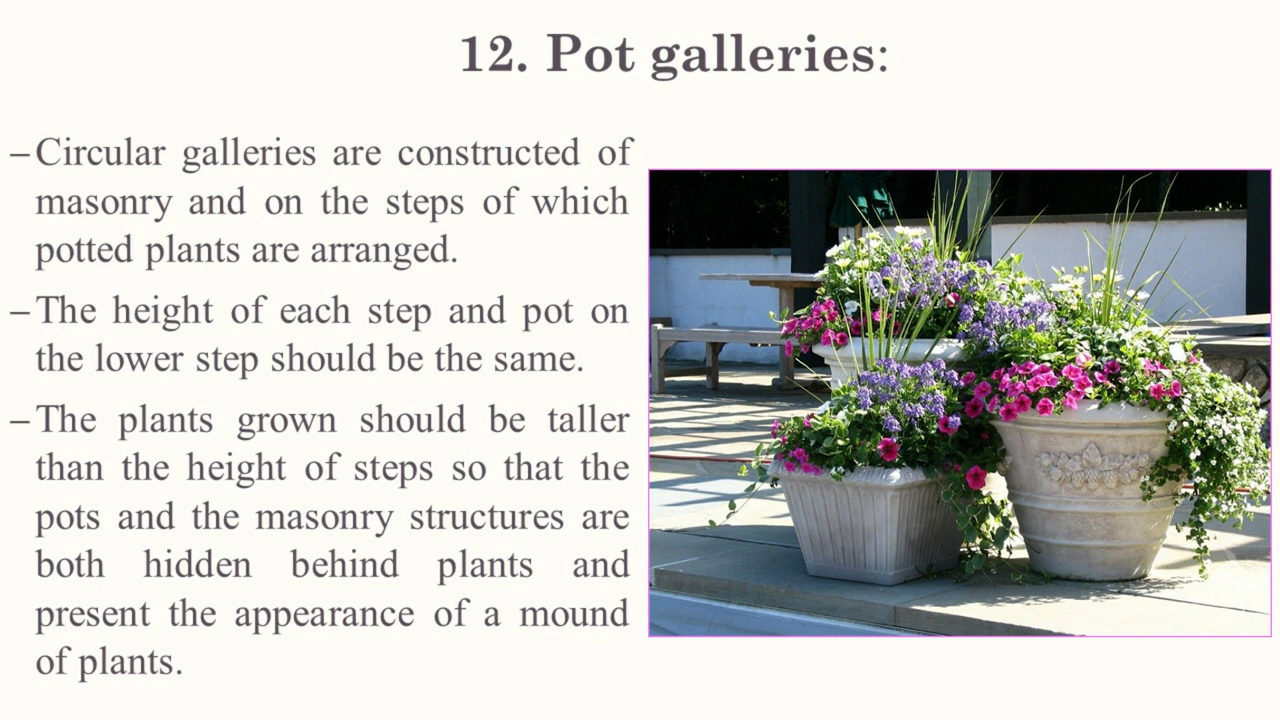 12. Pot galleries:
–Circular galleries are constructed of
masonry and on the steps of which
potted plants are arranged.
–The height of each step and pot on
the lower step should be the same.
–The plants grown should be taller
than the height of steps so that the
pots and the masonry structures are
both hidden behind plants and
present the appearance of a mound
of plants.